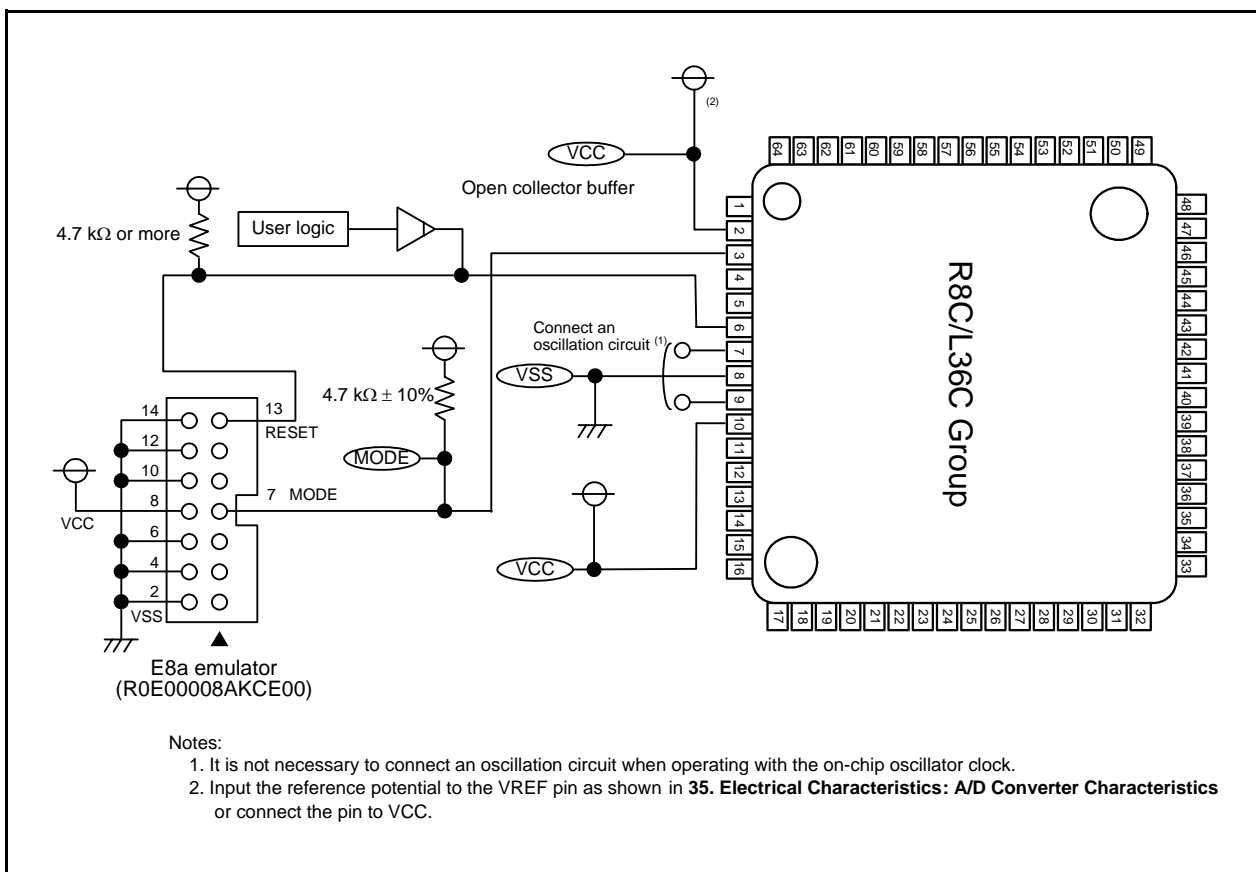 (2)
VCC
Open collector buffer
4.7 kΩ or more
User logic
Connect an
oscillation circuit (1)
VSS
4.7 kΩ ± 10%
MODE
VCC
14
13
RESET
12
10
7 MODE
8
VCC
6
4
2
VSS
E8a emulator
(R0E00008AKCE00)
64 63 62 61 60 59 58 57 56 55 54 53 52 51 50 49
1
2
3
4
5
6
7
8
9
10
11
12
13
14
15
16
R8C/L36C Group
48
47
46
45
44
43
42
41
40
39
38
37
36
35
34
33
17 18 19 20 21 22 23 24 25 26 27 28 29 30 31 32
Notes:
1. It is not necessary to connect an oscillation circuit when operating with the on-chip oscillator clock.
2. Input the reference potential to the VREF pin as shown in 35. Electrical Characteristics: A/D Converter Characteristics
or connect the pin to VCC.